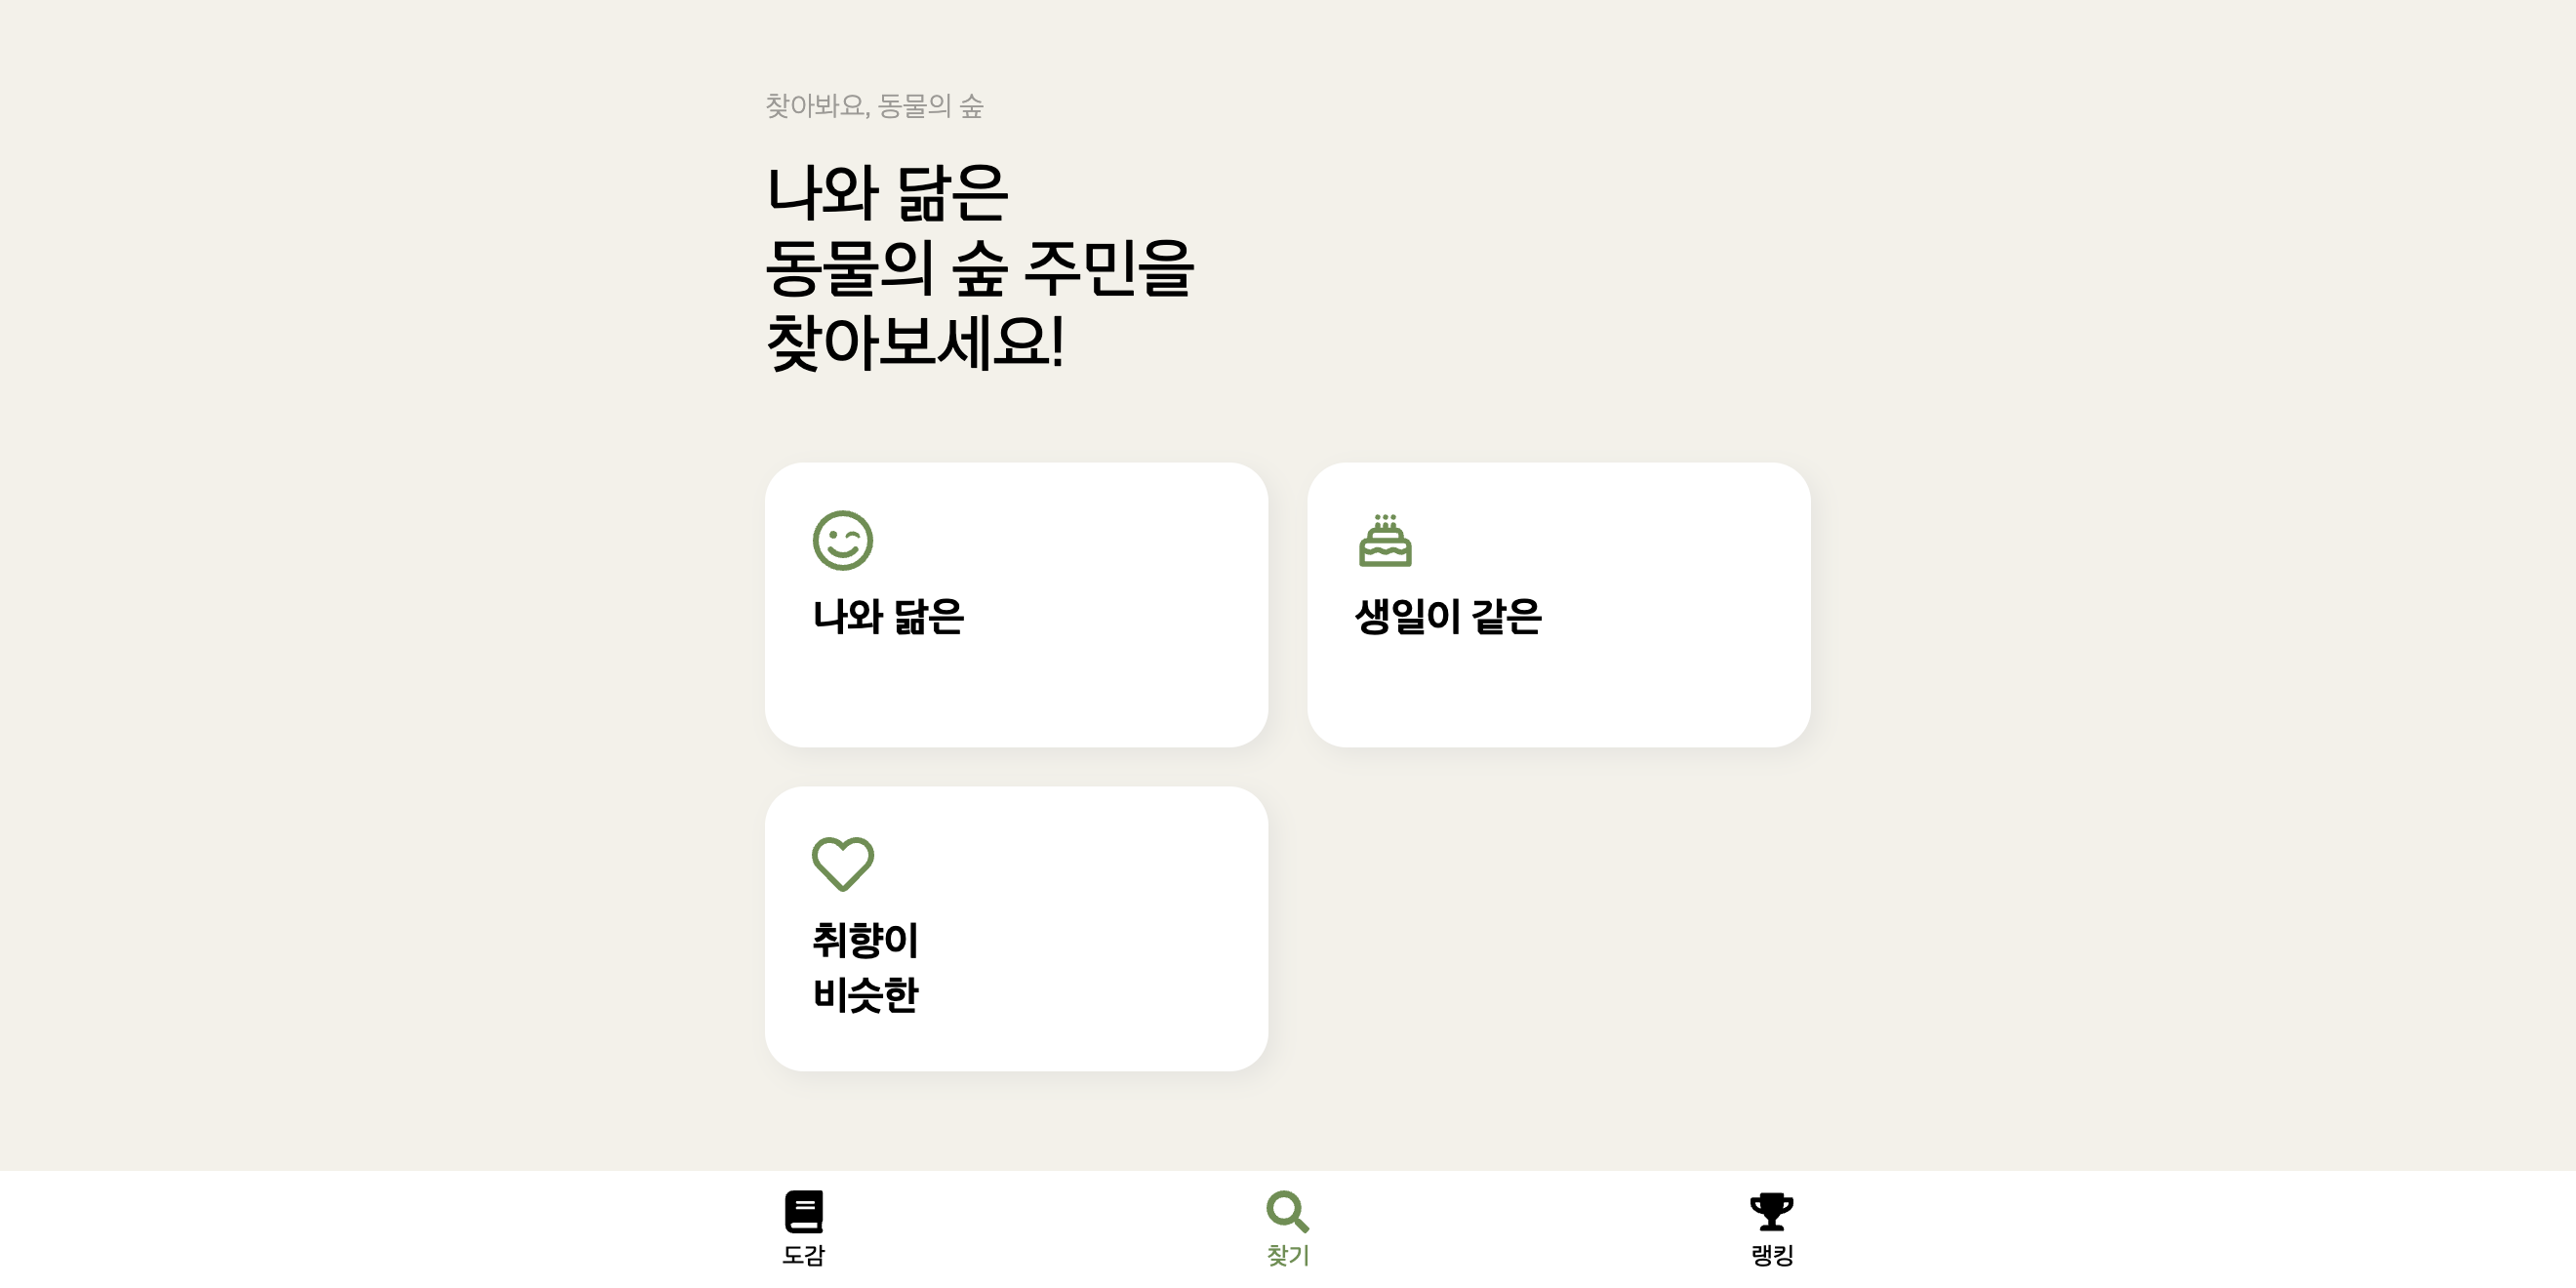 찾아봐요, 동물의 숲
나와 닮은
동물의 숲 주민을
찾아보세요!
나와 닮은
생일이 같은
취향이
비슷한
도감
찾기
랭킹